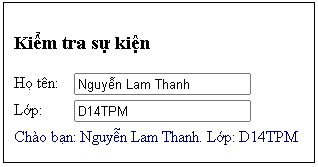 Kiểm tra sự kiện
Họ tên: Nguyễn Lam Thanh
Lớp: D14TPM
Chào bạn: Nguyễn Lam Thanh. Lớp: D14TPM